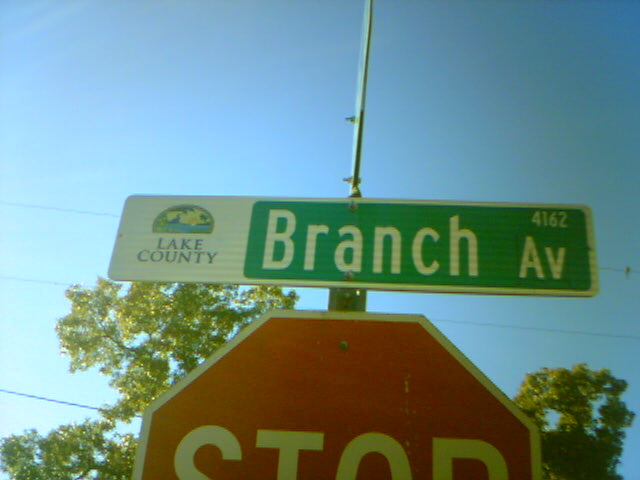 LAKE
COUNTY
Branch Av
4162
STOP